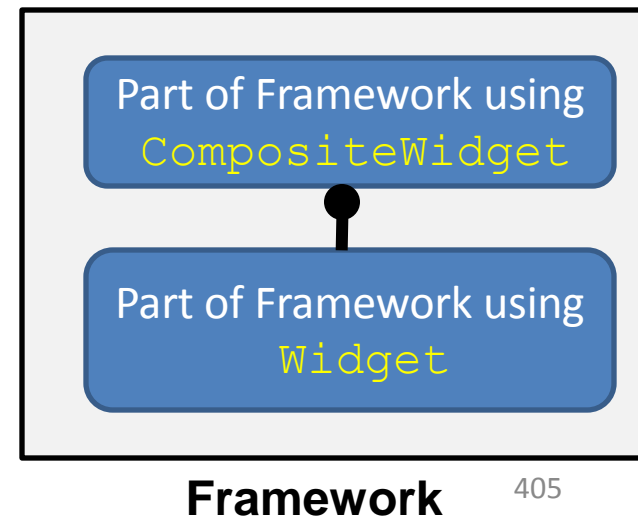 Part of Framework using
CompositeWidget
Part of Framework using
Widget
Framework 405